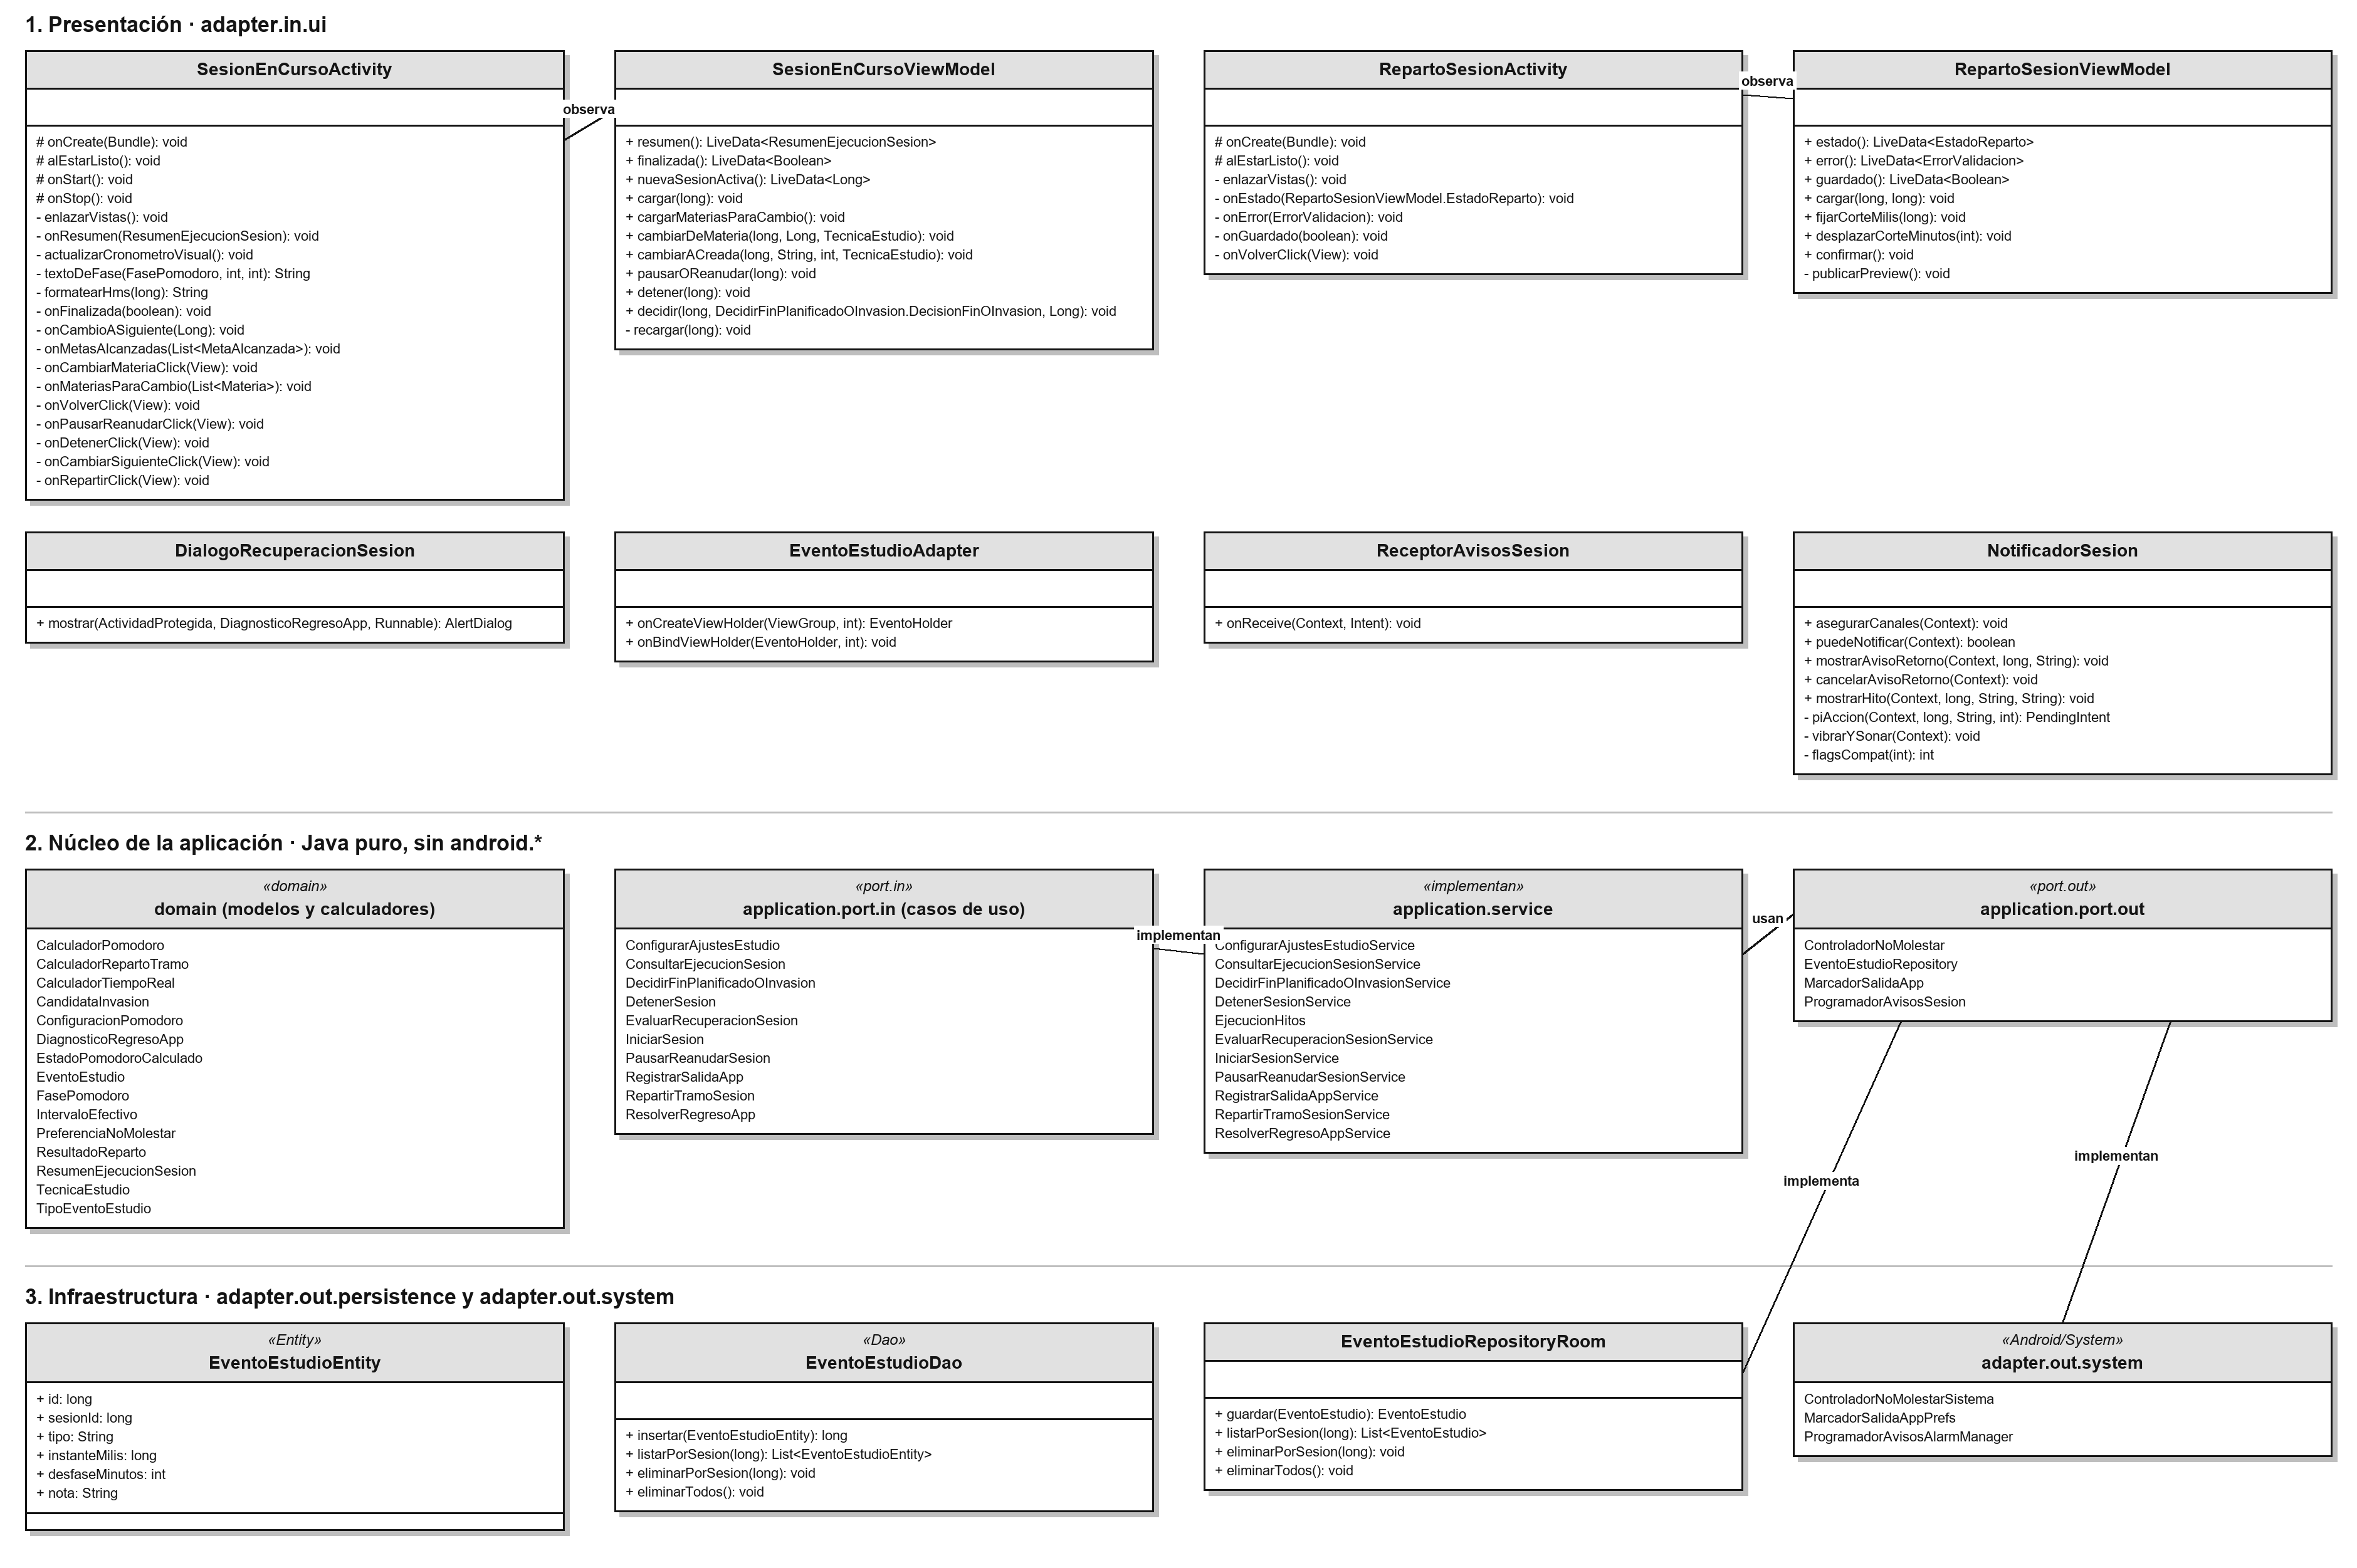 1. Presentación · adapter.in.ui
SesionEnCursoActivity
# onCreate(Bundle): void
# alEstarListo(): void
# onStart(): void
# onStop(): void
- enlazarVistas(): void
- onResumen(ResumenEjecucionSesion): void
- actualizarCronometroVisual(): void
- textoDeFase(FasePomodoro, int, int): String
- formatearHms(long): String
- onFinalizada(boolean): void
- onCambioASiguiente(Long): void
- onMetasAlcanzadas(List<MetaAlcanzada>): void
- onCambiarMateriaClick(View): void
- onMateriasParaCambio(List<Materia>): void
- onVolverClick(View): void
- onPausarReanudarClick(View): void
- onDetenerClick(View): void
- onCambiarSiguienteClick(View): void
- onRepartirClick(View): void
observa
SesionEnCursoViewModel
+ resumen(): LiveData<ResumenEjecucionSesion>
+ finalizada(): LiveData<Boolean>
+ nuevaSesionActiva(): LiveData<Long>
+ cargar(long): void
+ cargarMateriasParaCambio(): void
+ cambiarDeMateria(long, Long, TecnicaEstudio): void
+ cambiarACreada(long, String, int, TecnicaEstudio): void
+ pausarOReanudar(long): void
+ detener(long): void
+ decidir(long, DecidirFinPlanificadoOInvasion.DecisionFinOInvasion, Long): void
- recargar(long): void
RepartoSesionActivity
# onCreate(Bundle): void
# alEstarListo(): void
- enlazarVistas(): void
- onEstado(RepartoSesionViewModel.EstadoReparto): void
- onError(ErrorValidacion): void
- onGuardado(boolean): void
- onVolverClick(View): void
observa
RepartoSesionViewModel
+ estado(): LiveData<EstadoReparto>
+ error(): LiveData<ErrorValidacion>
+ guardado(): LiveData<Boolean>
+ cargar(long, long): void
+ fijarCorteMilis(long): void
+ desplazarCorteMinutos(int): void
+ confirmar(): void
- publicarPreview(): void
DialogoRecuperacionSesion
+ mostrar(ActividadProtegida, DiagnosticoRegresoApp, Runnable): AlertDialog
EventoEstudioAdapter
+ onCreateViewHolder(ViewGroup, int): EventoHolder
+ onBindViewHolder(EventoHolder, int): void
ReceptorAvisosSesion
+ onReceive(Context, Intent): void
NotificadorSesion
+ asegurarCanales(Context): void
+ puedeNotificar(Context): boolean
+ mostrarAvisoRetorno(Context, long, String): void
+ cancelarAvisoRetorno(Context): void
+ mostrarHito(Context, long, String, String): void
- piAccion(Context, long, String, int): PendingIntent
- vibrarYSonar(Context): void
- flagsCompat(int): int
2. Núcleo de la aplicación · Java puro, sin android.*
«domain»
domain (modelos y calculadores)
CalculadorPomodoro
CalculadorRepartoTramo
CalculadorTiempoReal
CandidataInvasion
ConfiguracionPomodoro
DiagnosticoRegresoApp
EstadoPomodoroCalculado
EventoEstudio
FasePomodoro
IntervaloEfectivo
PreferenciaNoMolestar
ResultadoReparto
ResumenEjecucionSesion
TecnicaEstudio
TipoEventoEstudio
«port.in»
application.port.in (casos de uso)
ConfigurarAjustesEstudio
ConsultarEjecucionSesion
DecidirFinPlanificadoOInvasion
DetenerSesion
EvaluarRecuperacionSesion
IniciarSesion
PausarReanudarSesion
RegistrarSalidaApp
RepartirTramoSesion
ResolverRegresoApp
implementan
«implementan»
application.service
ConfigurarAjustesEstudioService
ConsultarEjecucionSesionService
DecidirFinPlanificadoOInvasionService
DetenerSesionService
EjecucionHitos
EvaluarRecuperacionSesionService
IniciarSesionService
PausarReanudarSesionService
RegistrarSalidaAppService
RepartirTramoSesionService
ResolverRegresoAppService
usan
«port.out»
application.port.out
ControladorNoMolestar
EventoEstudioRepository
MarcadorSalidaApp
ProgramadorAvisosSesion
implementan
implementa
3. Infraestructura · adapter.out.persistence y adapter.out.system
«Entity»
EventoEstudioEntity
+ id: long
+ sesionId: long
+ tipo: String
+ instanteMilis: long
+ desfaseMinutos: int
+ nota: String
«Dao»
EventoEstudioDao
+ insertar(EventoEstudioEntity): long
+ listarPorSesion(long): List<EventoEstudioEntity>
+ eliminarPorSesion(long): void
+ eliminarTodos(): void
EventoEstudioRepositoryRoom
+ guardar(EventoEstudio): EventoEstudio
+ listarPorSesion(long): List<EventoEstudio>
+ eliminarPorSesion(long): void
+ eliminarTodos(): void
«Android/System»
adapter.out.system
ControladorNoMolestarSistema
MarcadorSalidaAppPrefs
ProgramadorAvisosAlarmManager